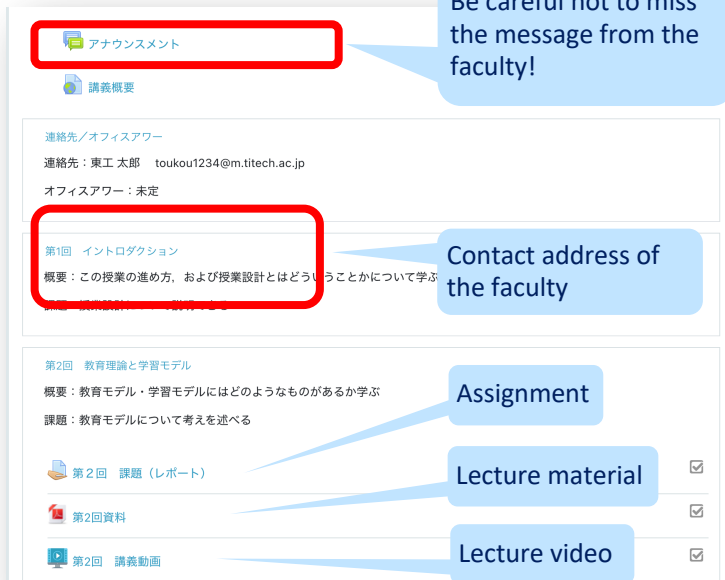 Be careful not to miss
the message from the
faculty!
アナウンスメント
講義概要
連絡先／オフィスアワー
連絡先：東工 太郎 toukou1234@m.titech.ac.jp
オフィスアワー：未定
第1回 イントロダクション
概要：この授業の進め方，および授業設計とはどういうことかについて学ぶ
Contact address of
the faculty
第2回 教育理論と学習モデル
概要：教育モデル・学習モデルにはどのようなものがあるか学ぶ
課題：教育モデルについて考えを述べる
Assignment
第２回 課題（レポート）
Lecture material
第2回資料
Lecture video
第2回 講義動画